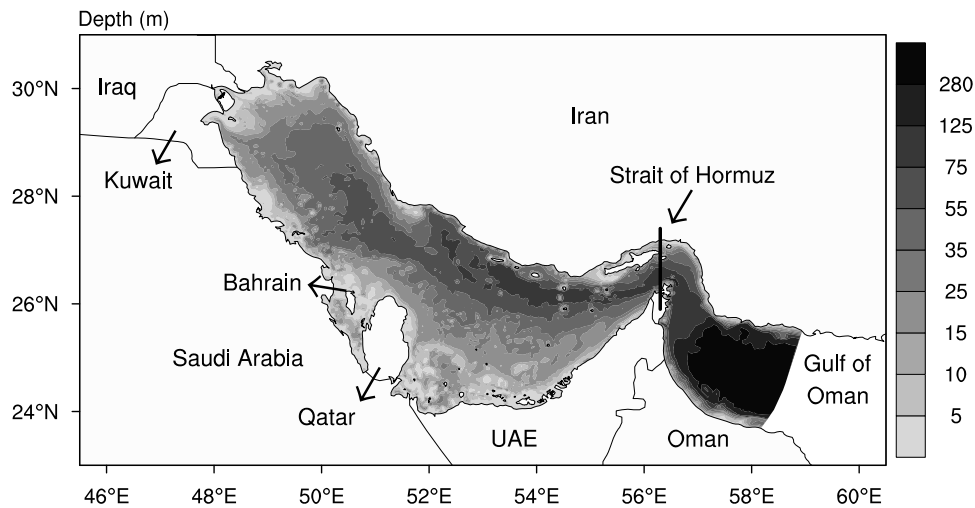 Depth (m)
30°N
28°N
26°N
24°N
46°E
48°E
50°E
52°E
54°E
56°E
58°E
60°E
Iraq
Iran
Kuwait
Strait of Hormuz
Bahrain
Saudi Arabia
Qatar
UAE
Oman
Gulf of
Oman
280
125
75
55
35
25
15
10
5